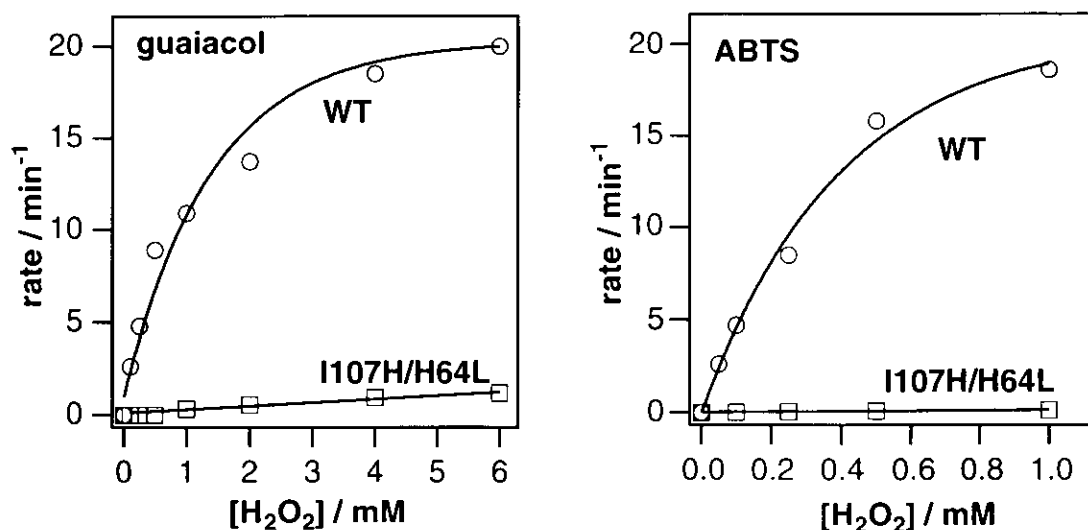 guaiacol
rate / min⁻¹
20
15
10
5
0
WT
I107H/H64L
0 1 2 3 4 5 6
[H₂O₂] / mM
ABTS
rate / min⁻¹
20
15
10
5
0
WT
I107H/H64L
0.0 0.2 0.4 0.6 0.8 1.0
[H₂O₂] / mM